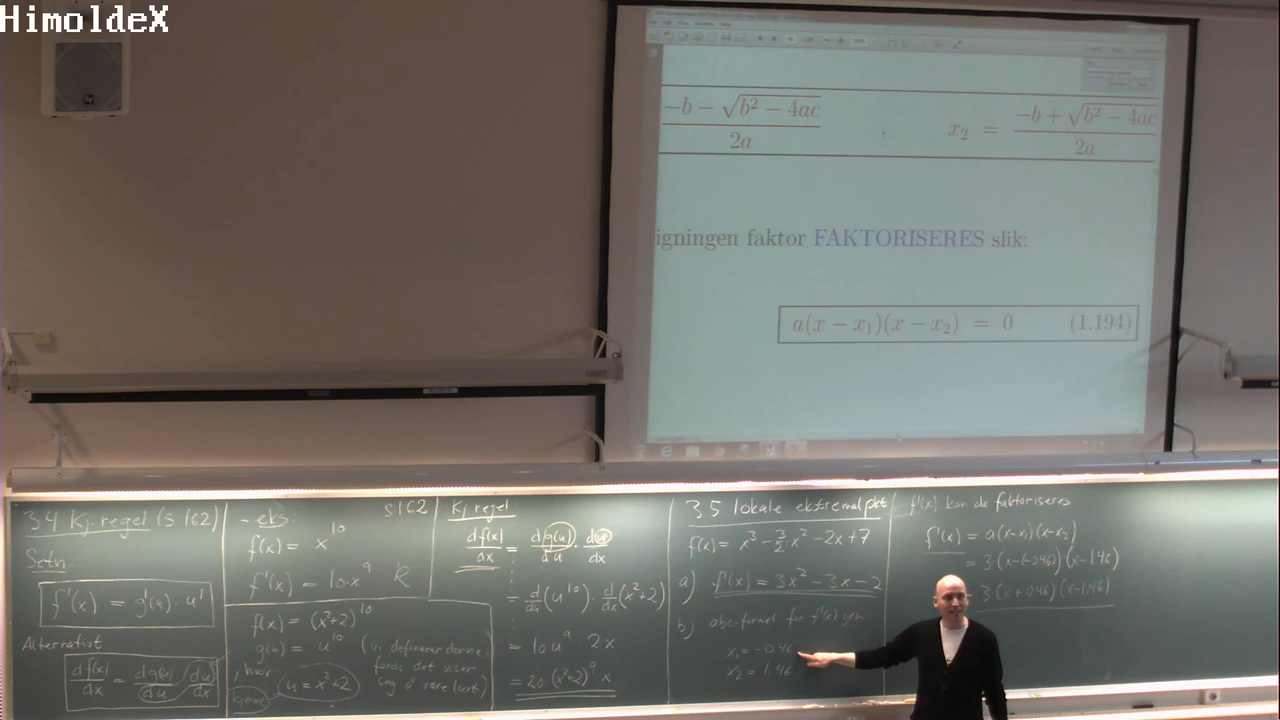 HimoldeX
-b - √(b² - 4ac) / 2a
x₂ = -b + √(b² - 4ac) / 2a
igningen faktor FAKTORISERES slik:
a(x - x₁)(x - x₂) = 0 (1.194)
3.4 Kj. regel (s 162)
Setn.
f'(x) = g'(u) · u'
Alternativt
df(x)/dx = dg(u)/du · du/dx
- eks: s162
f(x) = x¹⁰
f'(x) = 10·x⁹
f(x) = (x²+2)¹⁰
g(u) = u¹⁰
, hvor u = x²+2
kjerne
(vi definerer denne
fordi det viser
seg å være lurt)
Kj regel
df(x)/dx = dg(u)/du · du/dx
= d/du (u¹⁰) · d/dx (x²+2)
= 10 u⁹ 2x
= 20 (x²+2)⁹ x
3.5 lokale ekstremalpkt
f(x) = x³ - 3/2 x² - 2x + 7
a) f'(x) = 3x² - 3x - 2
b) abc-formel for f'(x)
x₁ = -0.46
x₂ = 1.46
f'(x) kan da faktoriseres
f'(x) = a(x-x₁)(x-x₂)
= 3(x-(-0.46))(x-1.46)
= 3(x+0.46)(x-1.46)